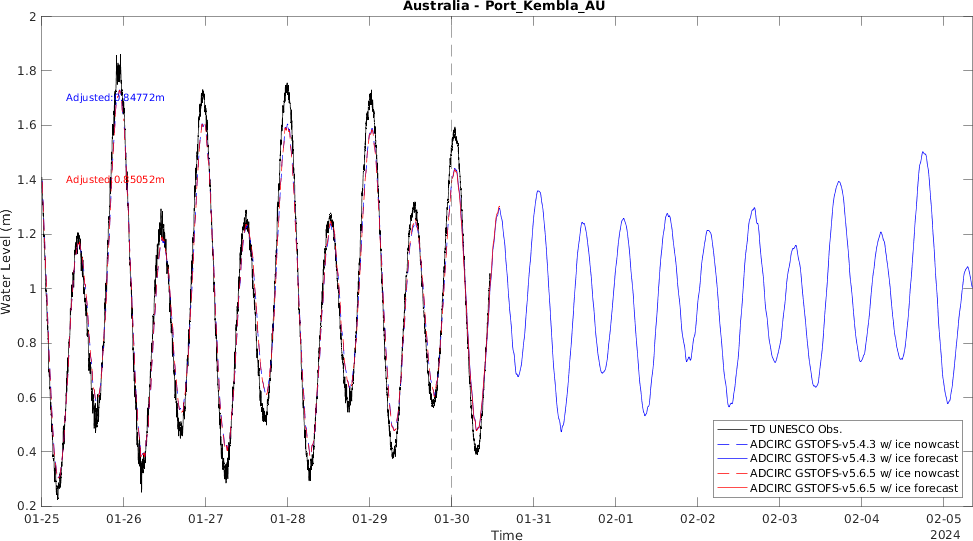 Australia - Port_Kembla_AU
Water Level (m)
2
1.8
1.6
1.4
1.2
1
0.8
0.6
0.4
0.2
Adjusted:0.84772m
Adjusted:0.85052m
TD UNESCO Obs.
ADCIRC GSTOFS-v5.4.3 w/ ice nowcast
ADCIRC GSTOFS-v5.4.3 w/ ice forecast
ADCIRC GSTOFS-v5.6.5 w/ ice nowcast
ADCIRC GSTOFS-v5.6.5 w/ ice forecast
01-25 01-26 01-27 01-28 01-29 01-30 01-31 02-01 02-02 02-03 02-04 02-05
2024
Time